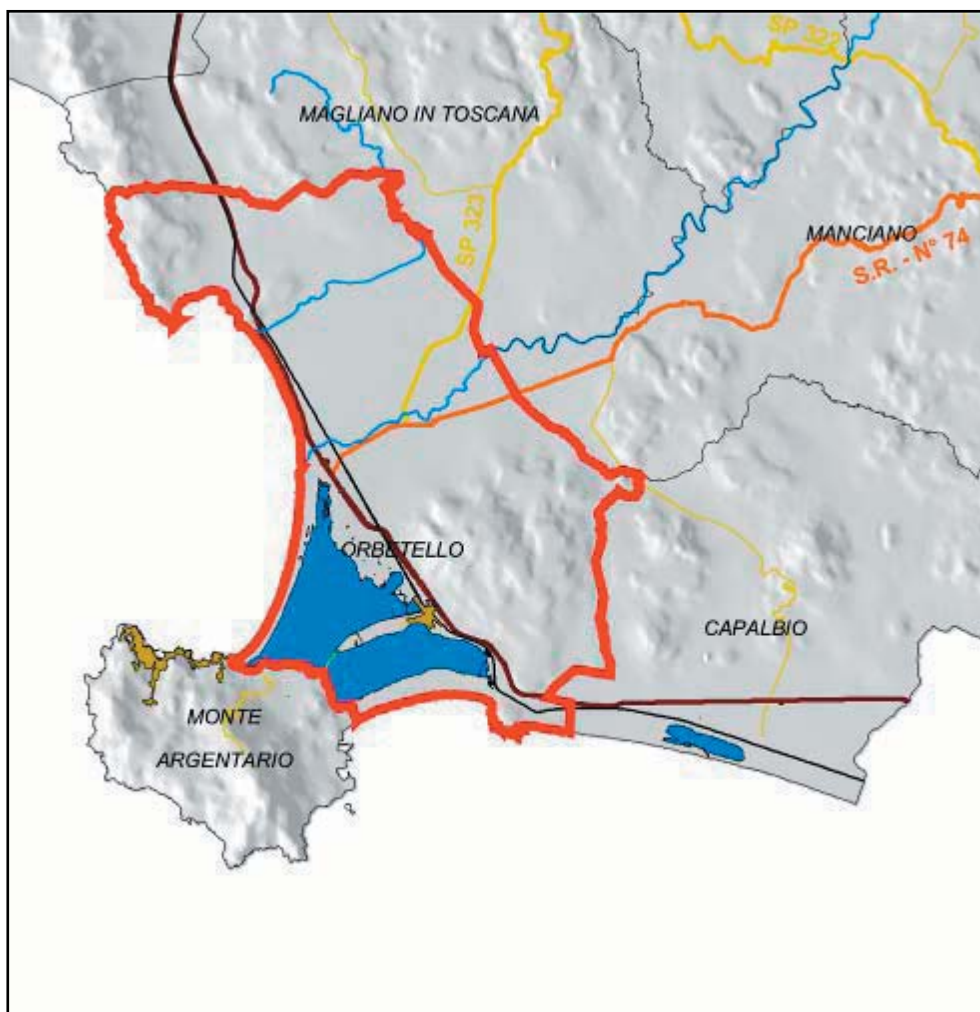 SP 322
MAGLIANO IN TOSCANA
SP 323
MANCIANO
S.R. - N° 74
ORBETELLO
CAPALBIO
MONTE
ARGENTARIO